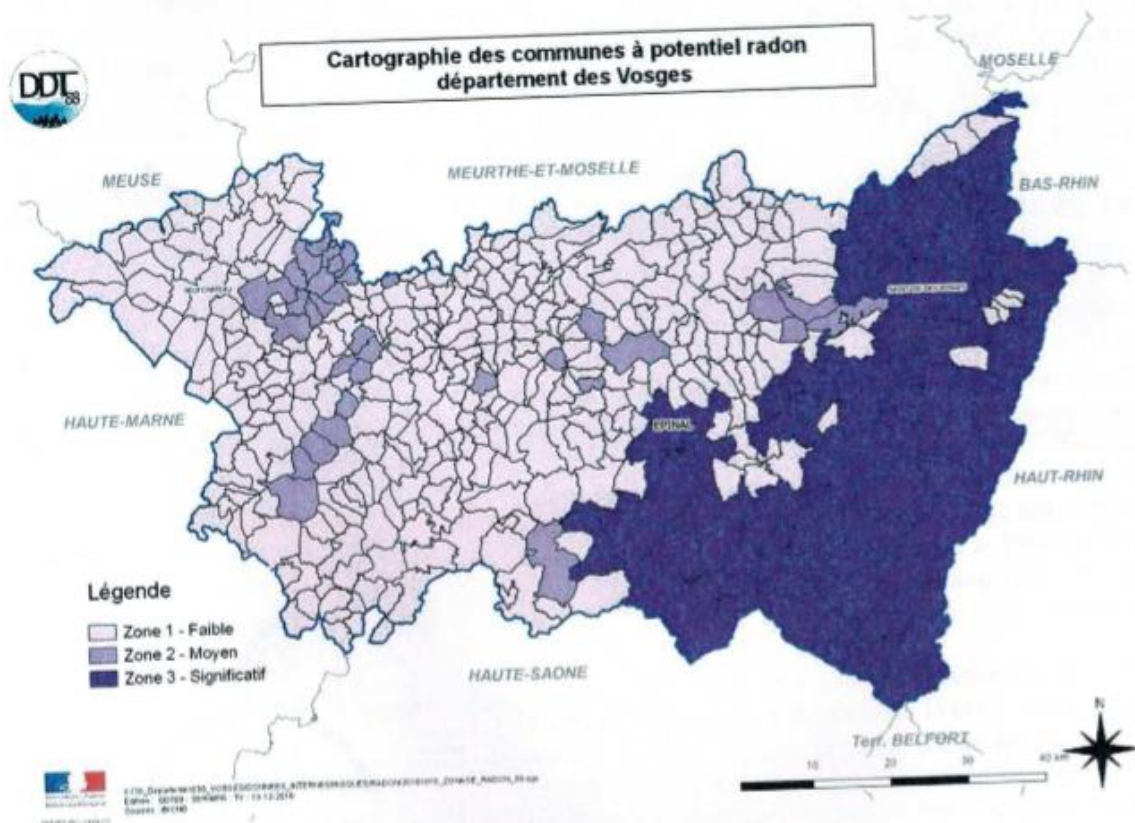 Cartographie des communes à potentiel radon
département des Vosges
DDT
88
MOSELLE
MEUSE
MEURTHE-ET-MOSELLE
BAS-RHIN
HAUTE-MARNE
EPINAL
HAUT-RHIN
Légende
Zone 1 - Faible
Zone 2 - Moyen
Zone 3 - Significatif
HAUTE-SAONE
N
Terr. BELFORT
10
20
30
40 km